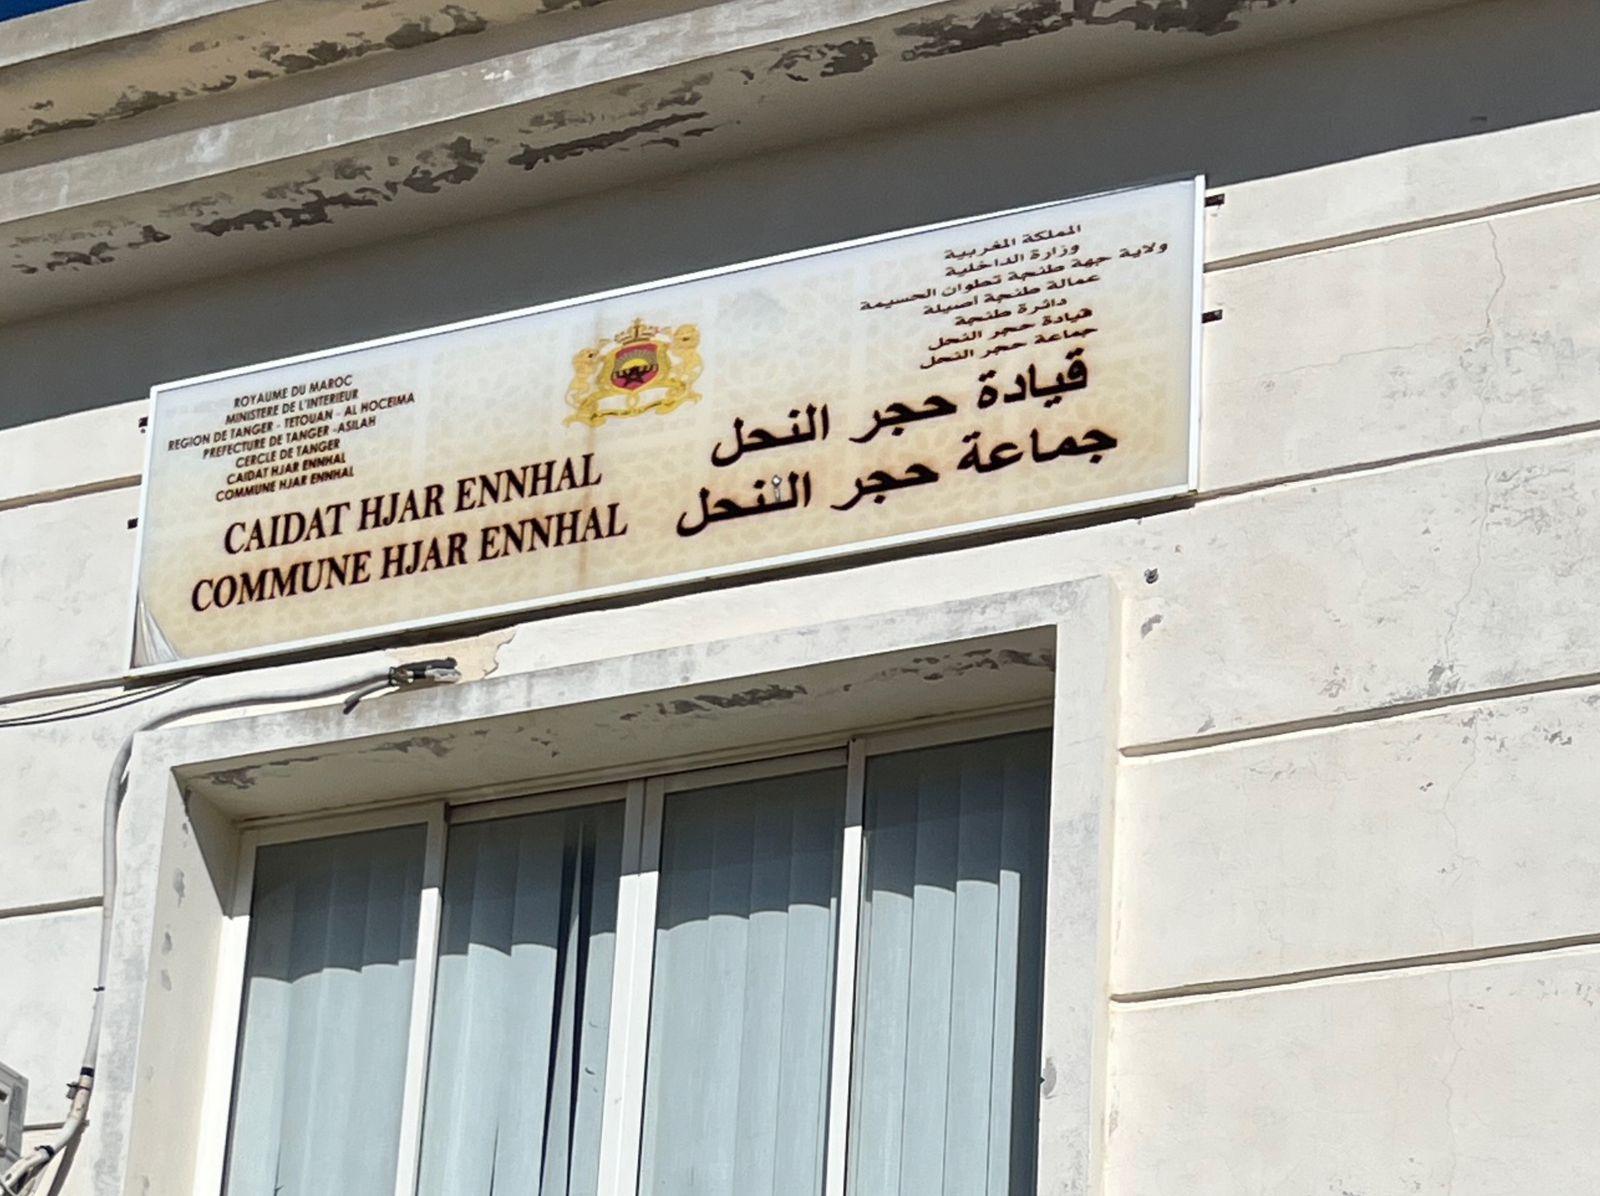 ROYAUME DU MAROC
MINISTERE DE L'INTERIEUR
REGION DE TANGER - TETOUAN - AL HOCEIMA
PREFECTURE DE TANGER -ASILAH
CERCLE DE TANGER
CAIDAT HJAR ENNHAL
COMMUNE HJAR ENNHAL
CAIDAT HJAR ENNHAL
COMMUNE HJAR ENNHAL
المملكة المغربية
وزارة الداخلية
ولاية جهة طنجة تطوان الحسيمة
عمالة طنجة أصيلة
دائرة طنجة
قيادة حجر النحل
جماعة حجر النحل
قيادة حجر النحل
جماعة حجر النحل